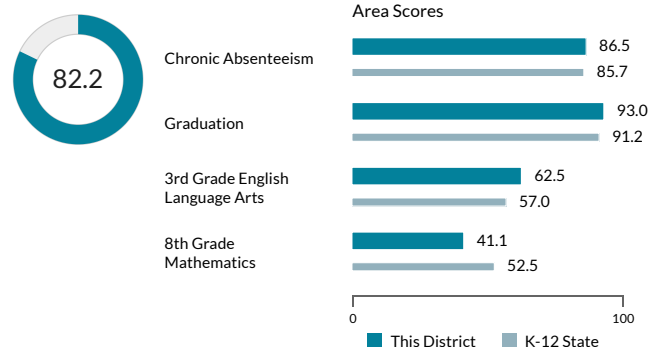 82.2
Area Scores
Chronic Absenteeism
86.5
85.7
Graduation
93.0
91.2
3rd Grade English
Language Arts
62.5
57.0
8th Grade
Mathematics
41.1
52.5
0
100
This District
K-12 State